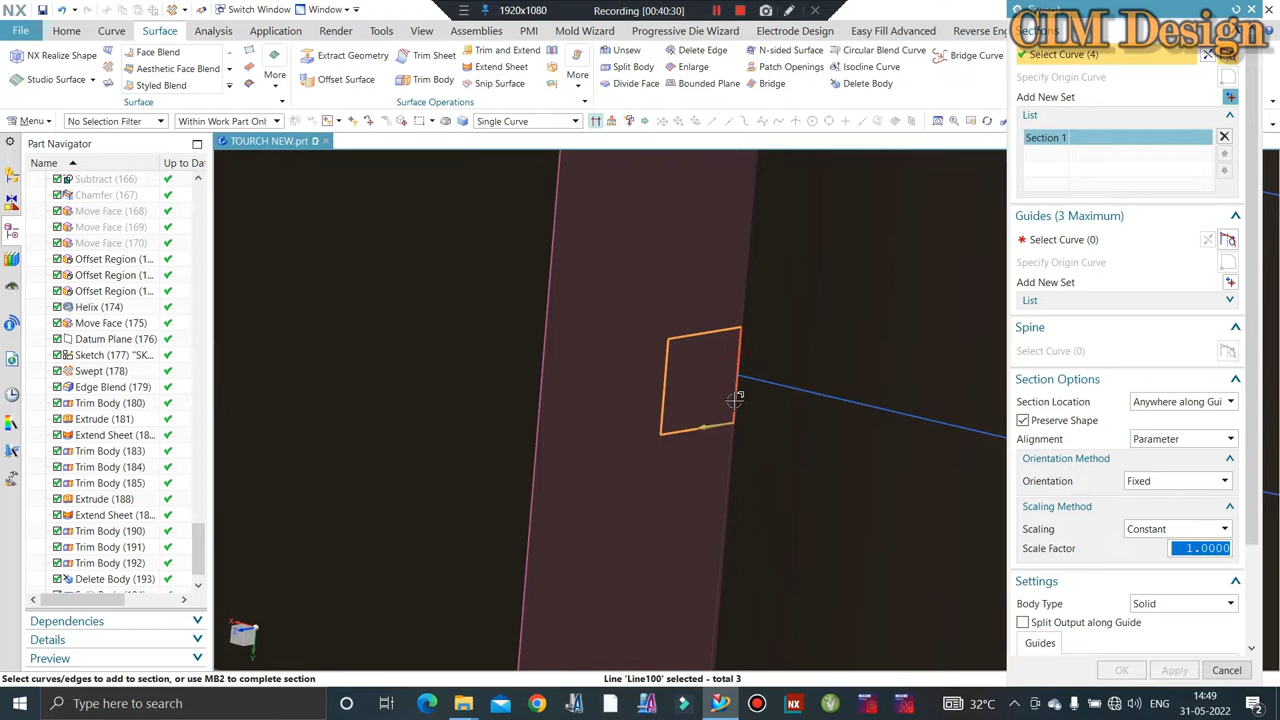 NX
Switch Window
Window
1920x1080
Recording [00:40:30]
CIM Design
File Home Curve Surface Analysis Application Render Tools View Assemblies PMI Mold Wizard Progressive Die Wizard Electrode Design Easy Fill Advanced Reverse
NX Realize Shape
Studio Surface
Face Blend
Aesthetic Face Blend
Styled Blend
More
Surface
Extract Geometry
Offset Surface
Trim Sheet
Trim Body
Trim and Extend
Extend Sheet
Snip Surface
More
Surface Operations
Unsew
Split Body
Divide Face
Delete Edge
Enlarge
Bounded Plane
N-sided Surface
Patch Openings
Bridge
Circular Blend Curve
Isocline Curve
Delete Body
Bridge Curve
Menu
No Selection Filter
Within Work Part Onl
Single Curve
Part Navigator
TOURCH NEW.prt
Name
Up to Dat
Subtract (166)
Chamfer (167)
Move Face (168)
Move Face (169)
Move Face (170)
Offset Region (1...
Offset Region (1...
Offset Region (1...
Helix (174)
Move Face (175)
Datum Plane (176)
Sketch (177) "SK...
Swept (178)
Edge Blend (179)
Trim Body (180)
Extrude (181)
Extend Sheet (18...
Trim Body (183)
Trim Body (184)
Trim Body (185)
Extrude (188)
Extend Sheet (18...
Trim Body (190)
Trim Body (191)
Trim Body (192)
Delete Body (193)
Dependencies
Details
Preview
Select Curve (4)
Specify Origin Curve
Add New Set
List
Section 1
Guides (3 Maximum)
* Select Curve (0)
Specify Origin Curve
Add New Set
List
Spine
Select Curve (0)
Section Options
Section Location
Anywhere along Gui
Preserve Shape
Alignment
Parameter
Orientation Method
Orientation
Fixed
Scaling Method
Scaling
Constant
Scale Factor
1.0000
Settings
Body Type
Solid
Split Output along Guide
Guides
OK
Apply
Cancel
X
Z
Y
Select curves/edges to add to section, or use MB2 to complete section
Line 'Line100' selected - total 3
Type here to search
32°C
ENG
14:49
31-05-2022
2